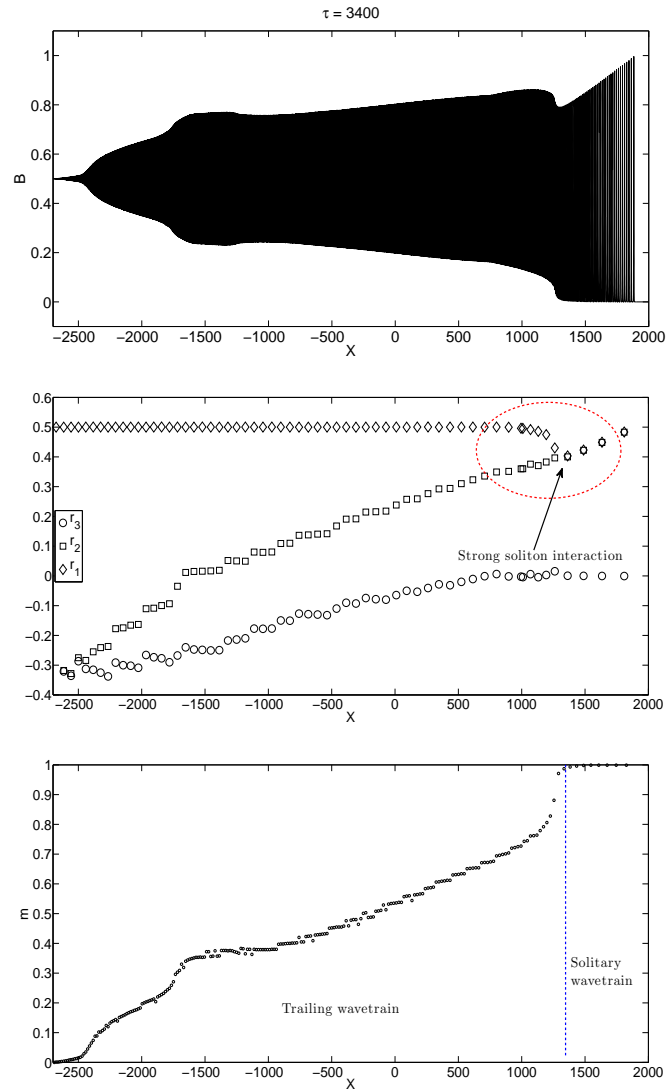 τ = 3400
1
0.8
0.6
0.4
0.2
0
B
−2500 −2000 −1500 −1000 −500 0 500 1000 1500 2000
X
0.6
0.5
0.4
0.3
0.2
0.1
0
−0.1
−0.2
−0.3
−0.4
r3
r2
r1
Strong soliton interaction
−2500 −2000 −1500 −1000 −500 0 500 1000 1500 2000
X
1
0.9
0.8
0.7
0.6
0.5
0.4
0.3
0.2
0.1
0
m
Solitary
wavetrain
Trailing wavetrain
−2500 −2000 −1500 −1000 −500 0 500 1000 1500 2000
X